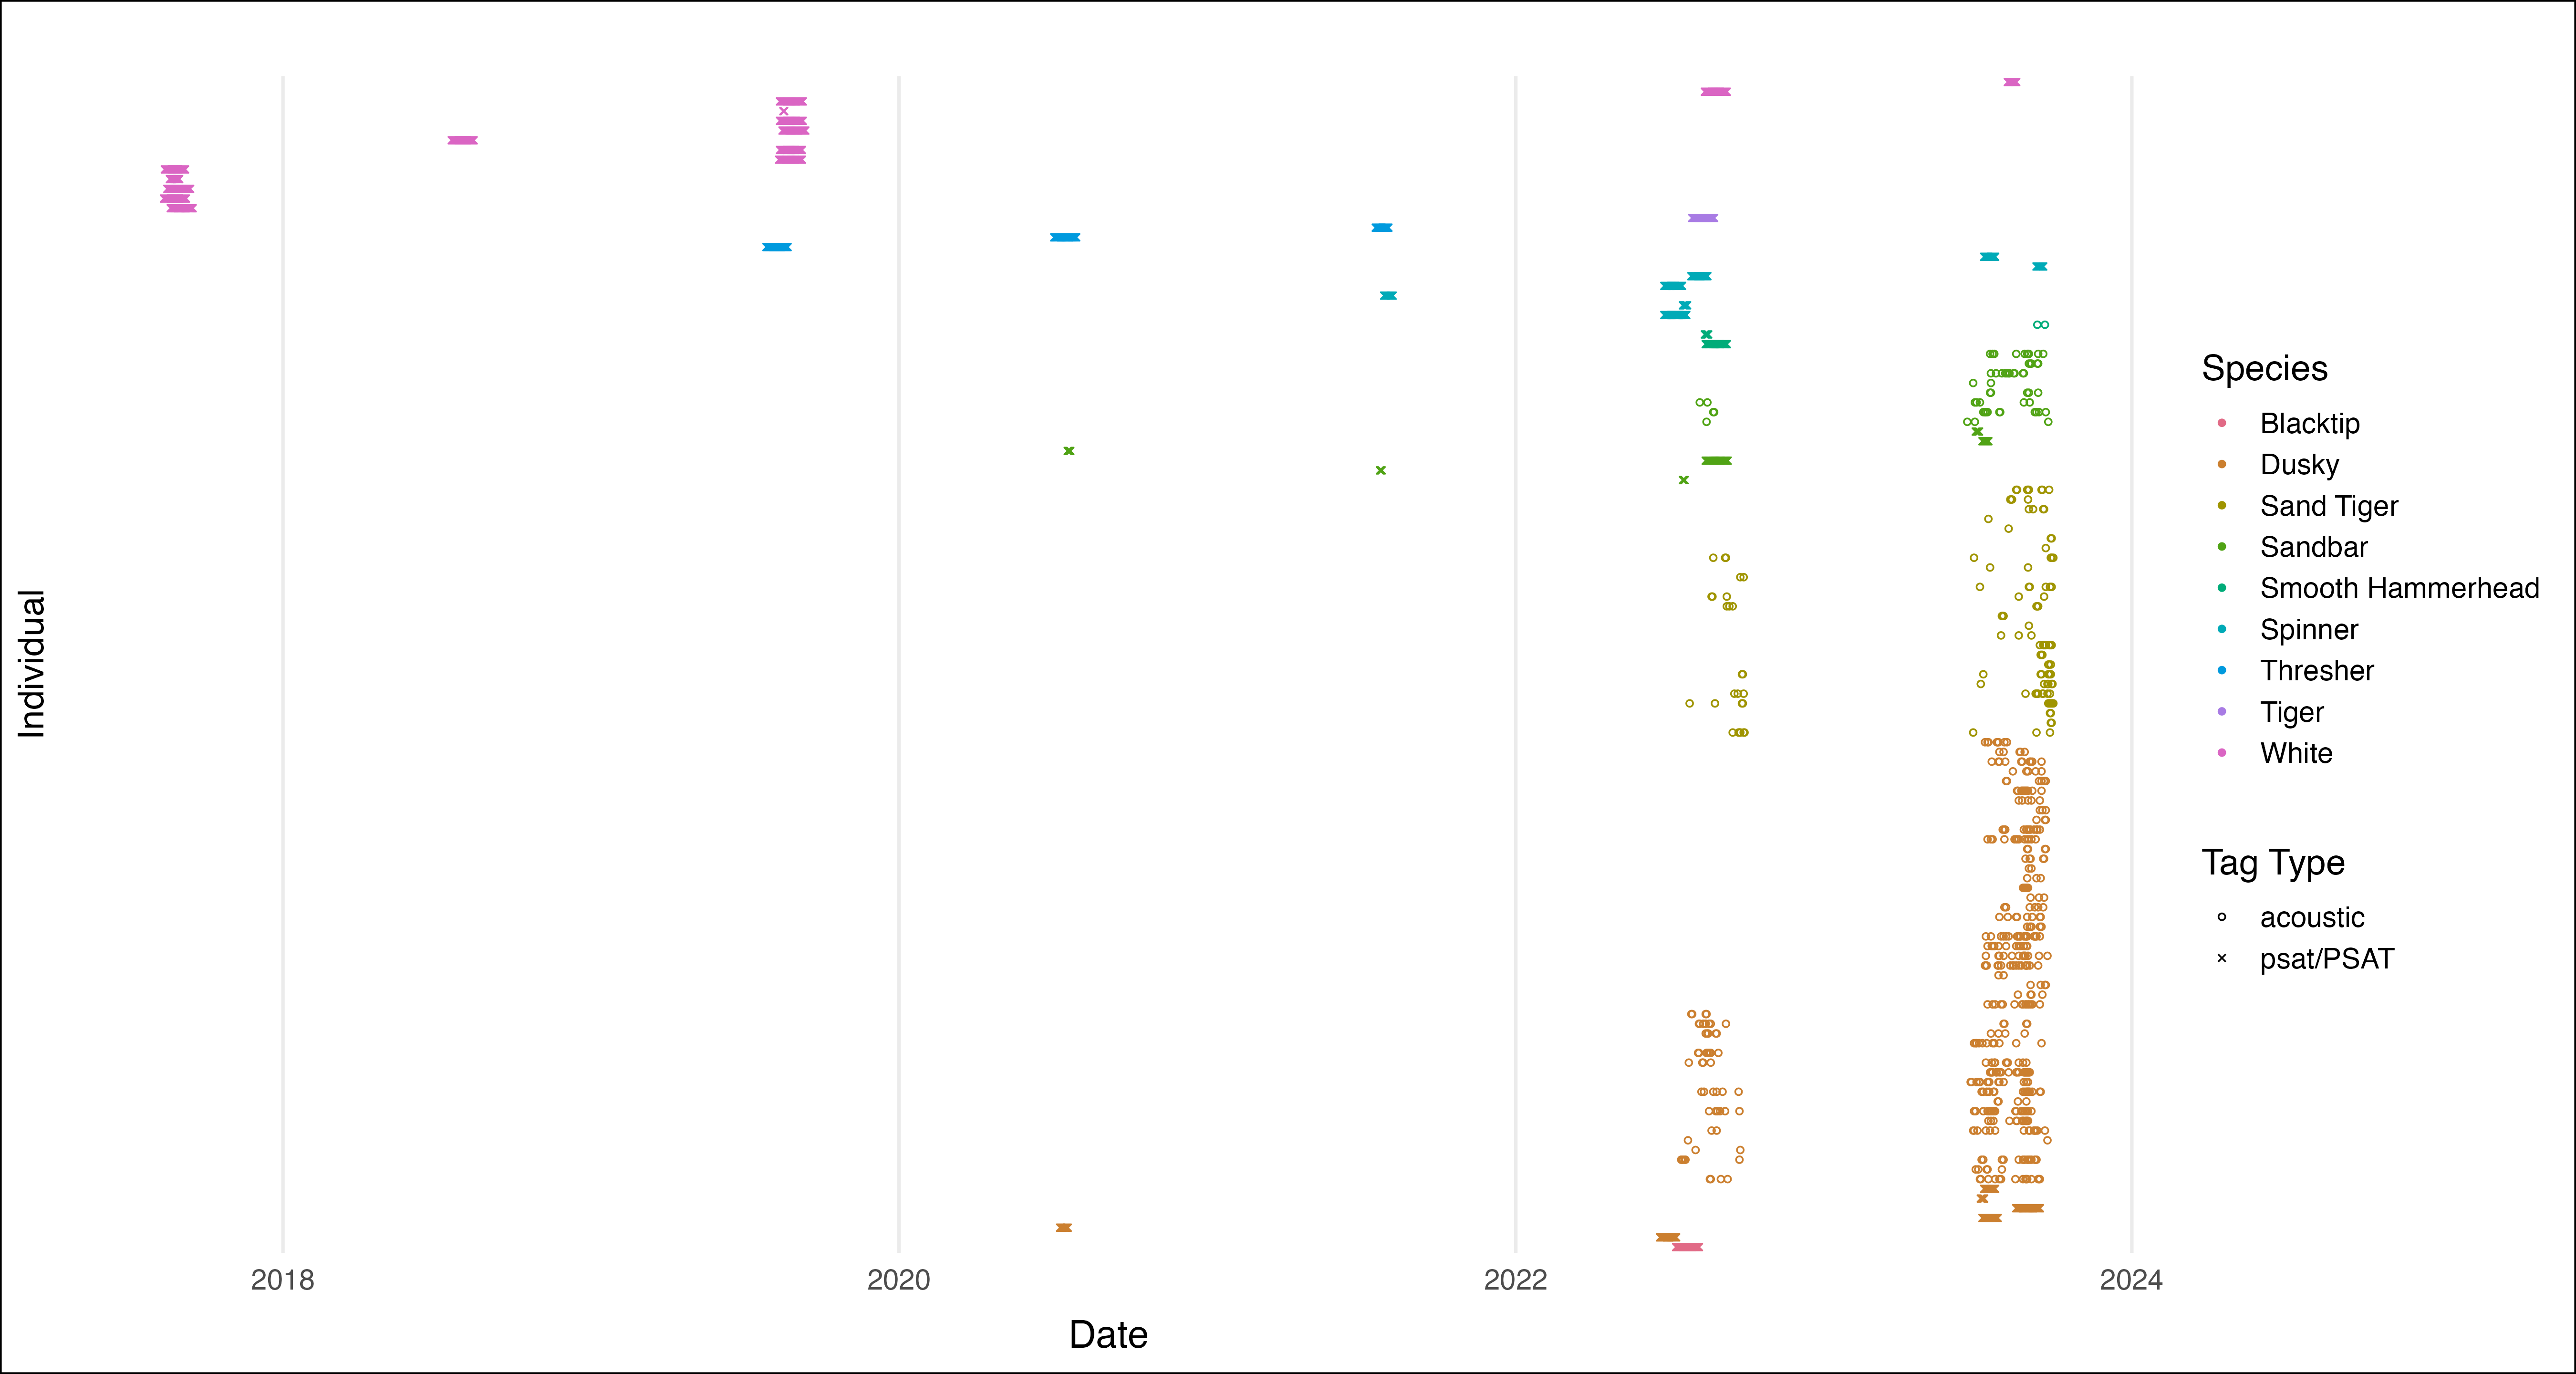 Individual
2018
2020
2022
2024
Date
Species
Blacktip
Dusky
Sand Tiger
Sandbar
Smooth Hammerhead
Spinner
Thresher
Tiger
White
Tag Type
acoustic
psat/PSAT